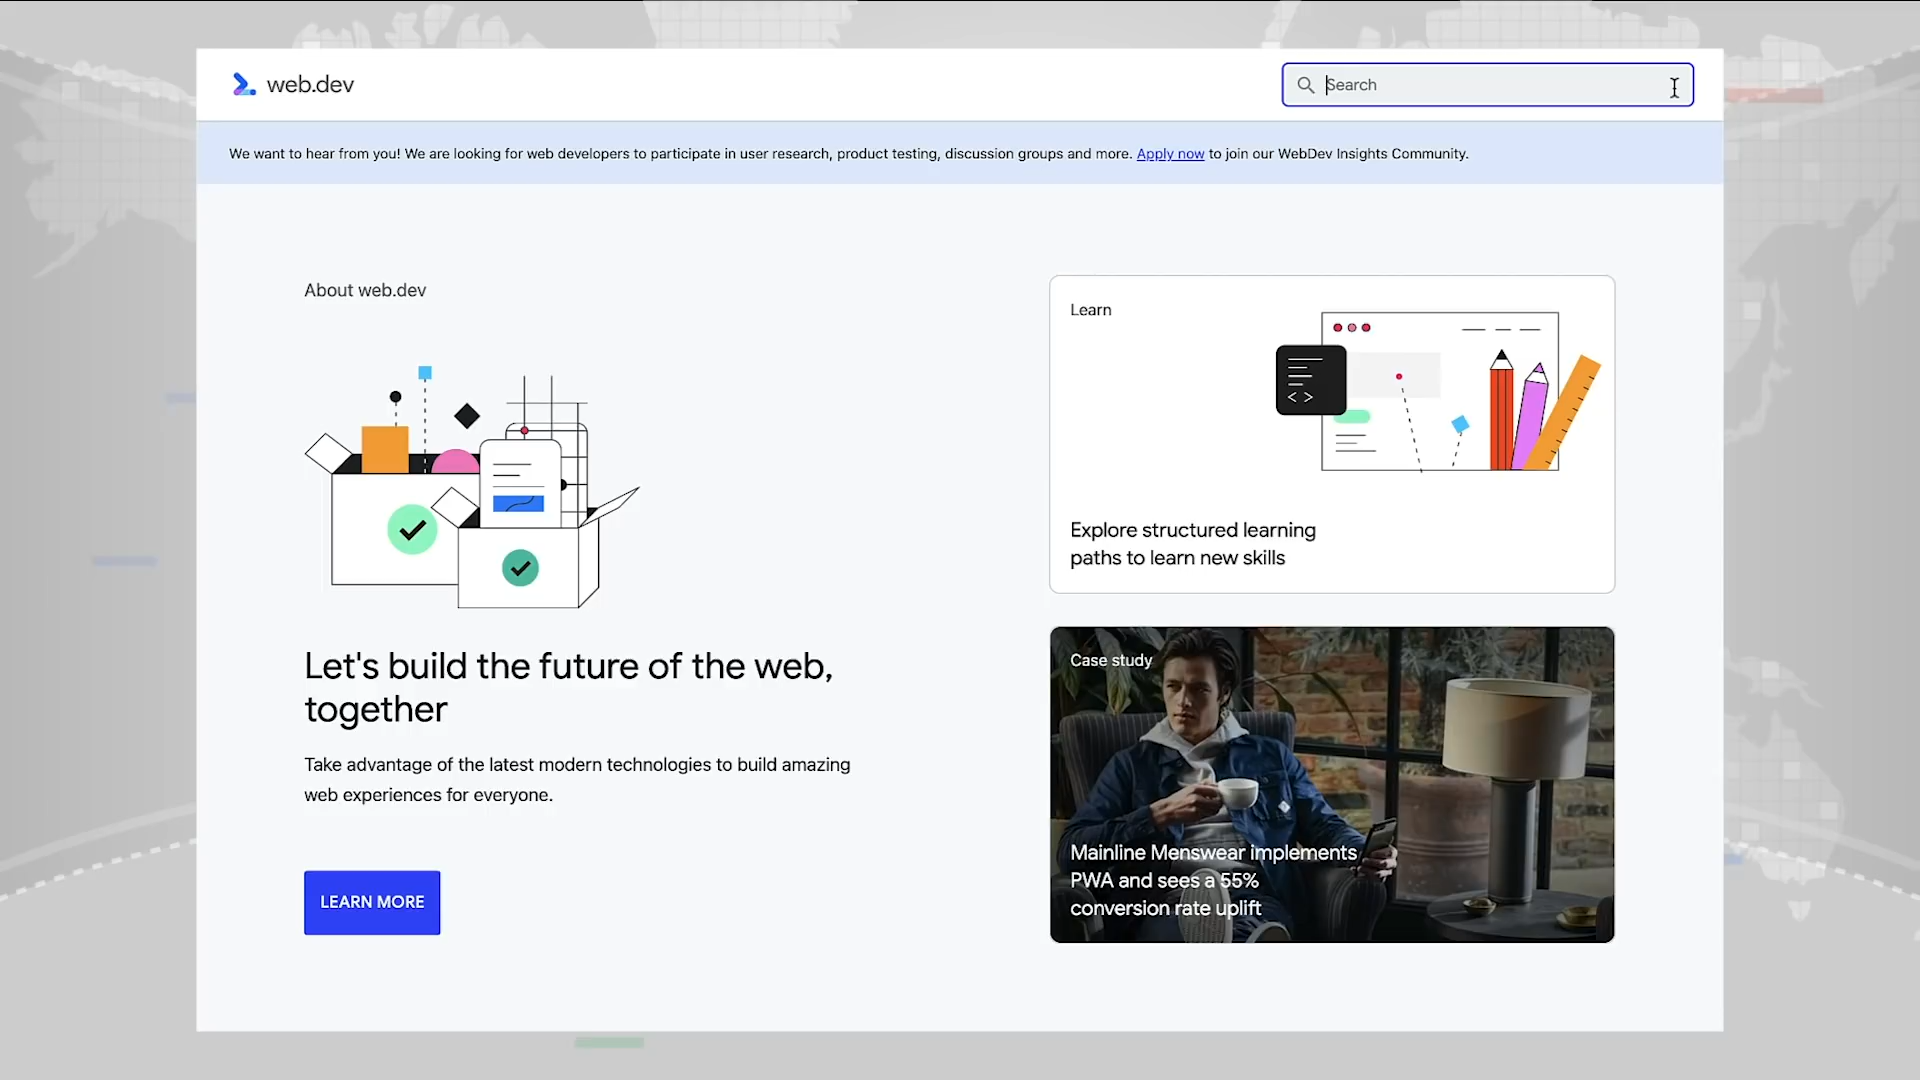 web.dev
Search
We want to hear from you! We are looking for web developers to participate in user research, product testing, discussion groups and more. Apply now to join our WebDev Insights Community.
About web.dev
Let's build the future of the web,
together
Take advantage of the latest modern technologies to build amazing
web experiences for everyone.
LEARN MORE
Learn
< >
Explore structured learning
paths to learn new skills
Case study
Mainline Menswear implements
PWA and sees a 55%
conversion rate uplift